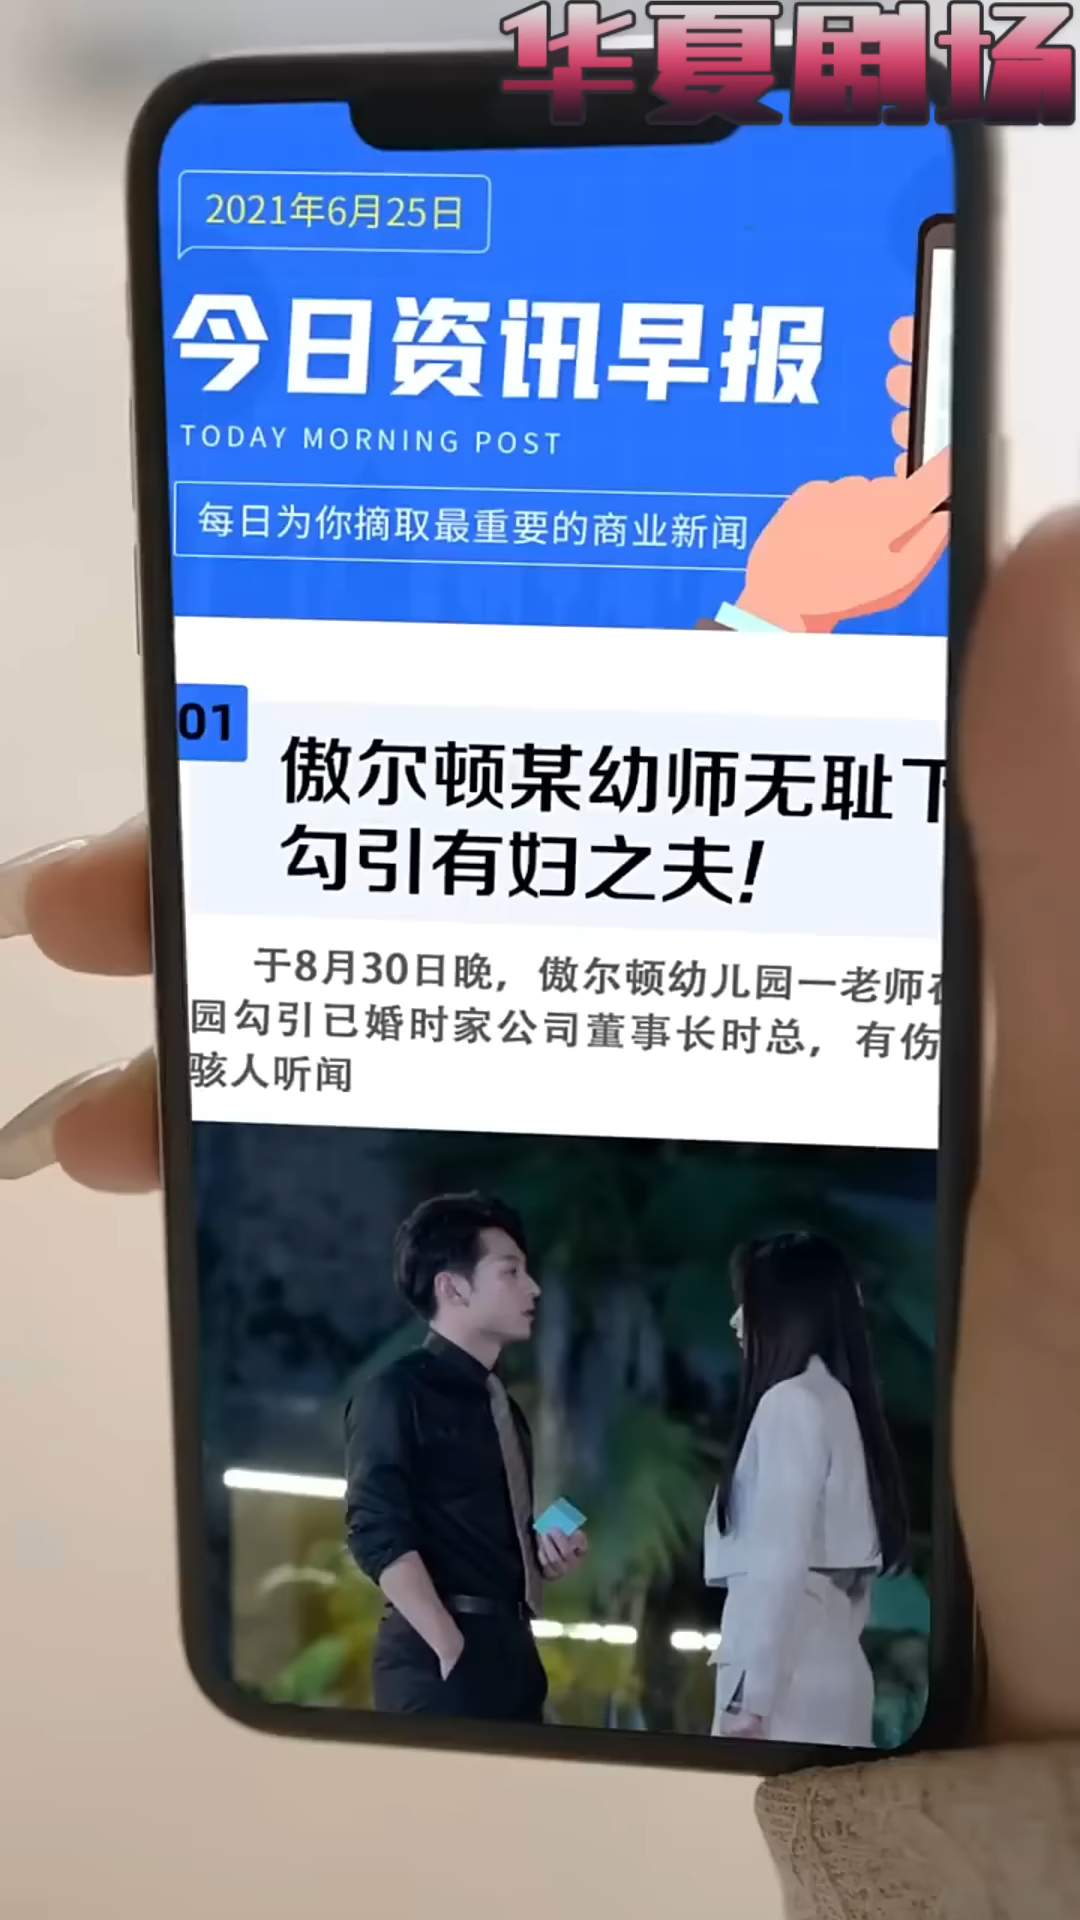 华夏剧场
2021年6月25日
今日资讯早报
TODAY MORNING POST
每日为你摘取最重要的商业新闻
01
傲尔顿某幼师无耻下
勾引有妇之夫!
于8月30日晚，傲尔顿幼儿园一老师在
园勾引已婚时家公司董事长时总，有伤
骇人听闻